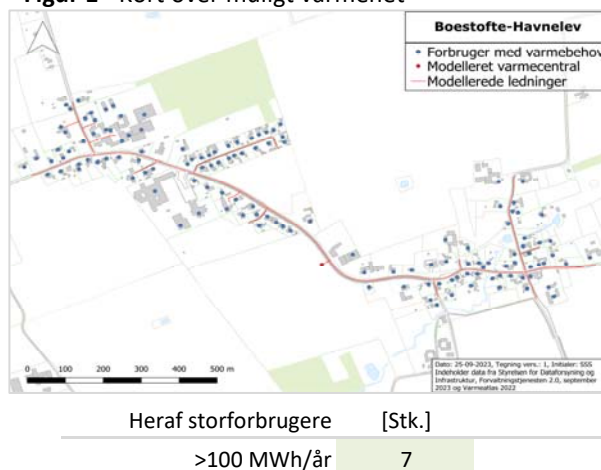 Figur 1 - Kort over muligt varmenet
Boestofte-Havnelev
Forbruger med varmebehov
Modelleret varmecentral
Modellerede ledninger
0 100 200 300 400 500 m
Dato: 25-09-2023, Tegning vers.: 1, Initialer: SSS
Indeholder data fra Styrelsen for Dataforsyning og
Infrastruktur, Forvaltningstjenesten 2.0, september
2023 og Varmeatlas 2022
Heraf storforbrugere [Stk.]
>100 MWh/år 7